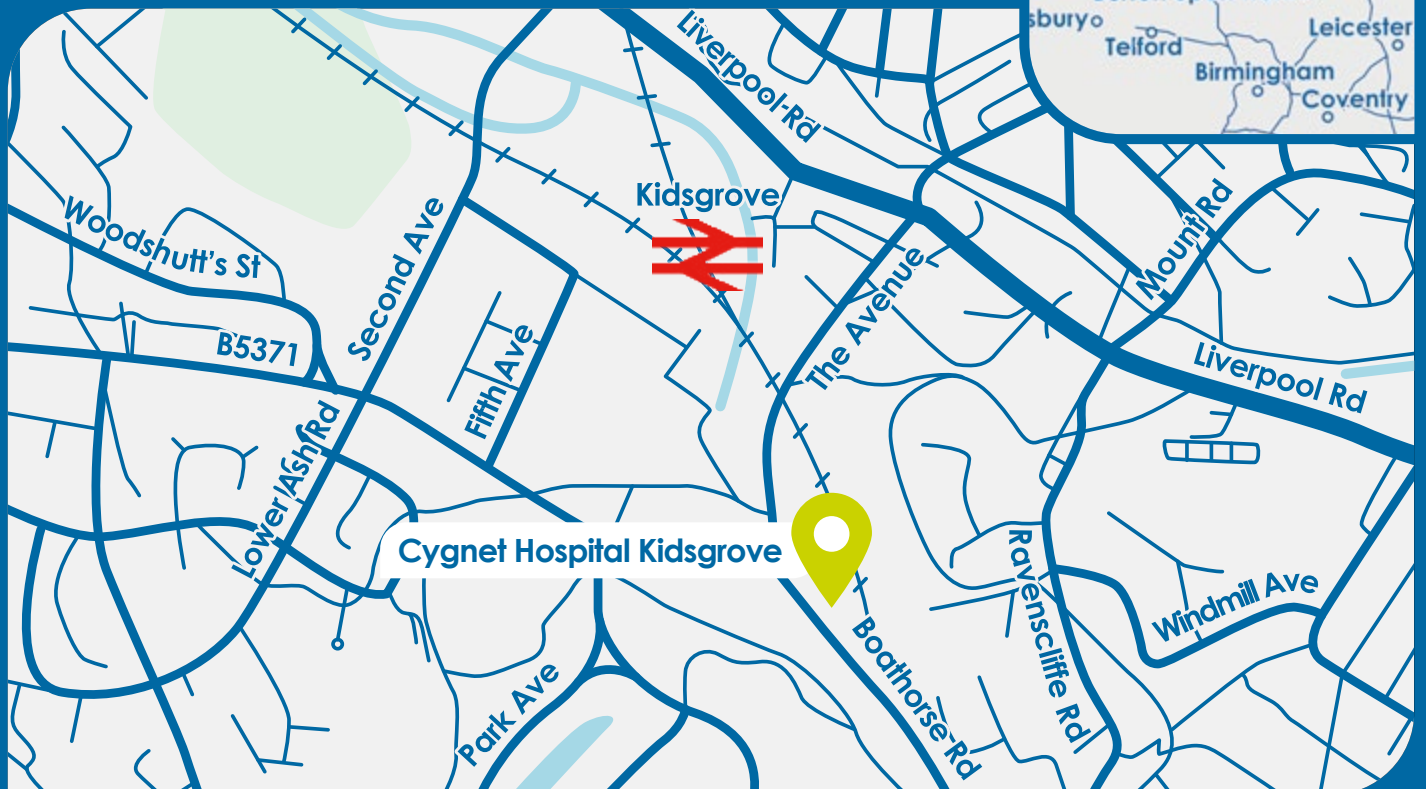 Liverpool Rd
sbury
Telford
Leicester
Birmingham
Coventry
Kidsgrove
Woodshutt's St
Second Ave
Mount Rd
The Avenue
B5371
Fifth Ave
Liverpool Rd
Lower Ash Rd
Cygnet Hospital Kidsgrove
Ravenscliffe Rd
Windmill Ave
Boathorse Rd
Park Ave